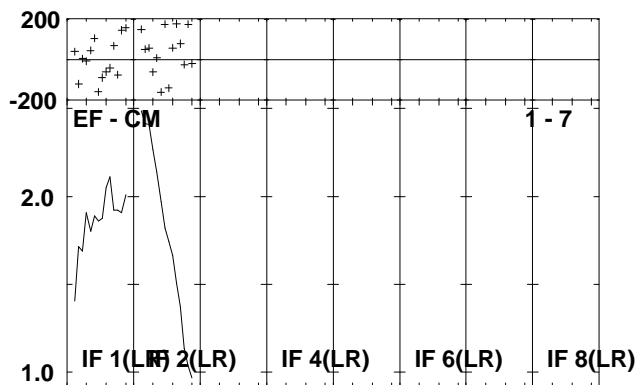 200
-200
EF - CM 1 - 7
2.0
IF 1(LR) IF 2(LR) IF 4(LR) IF 6(LR) IF 8(LR)
1.0